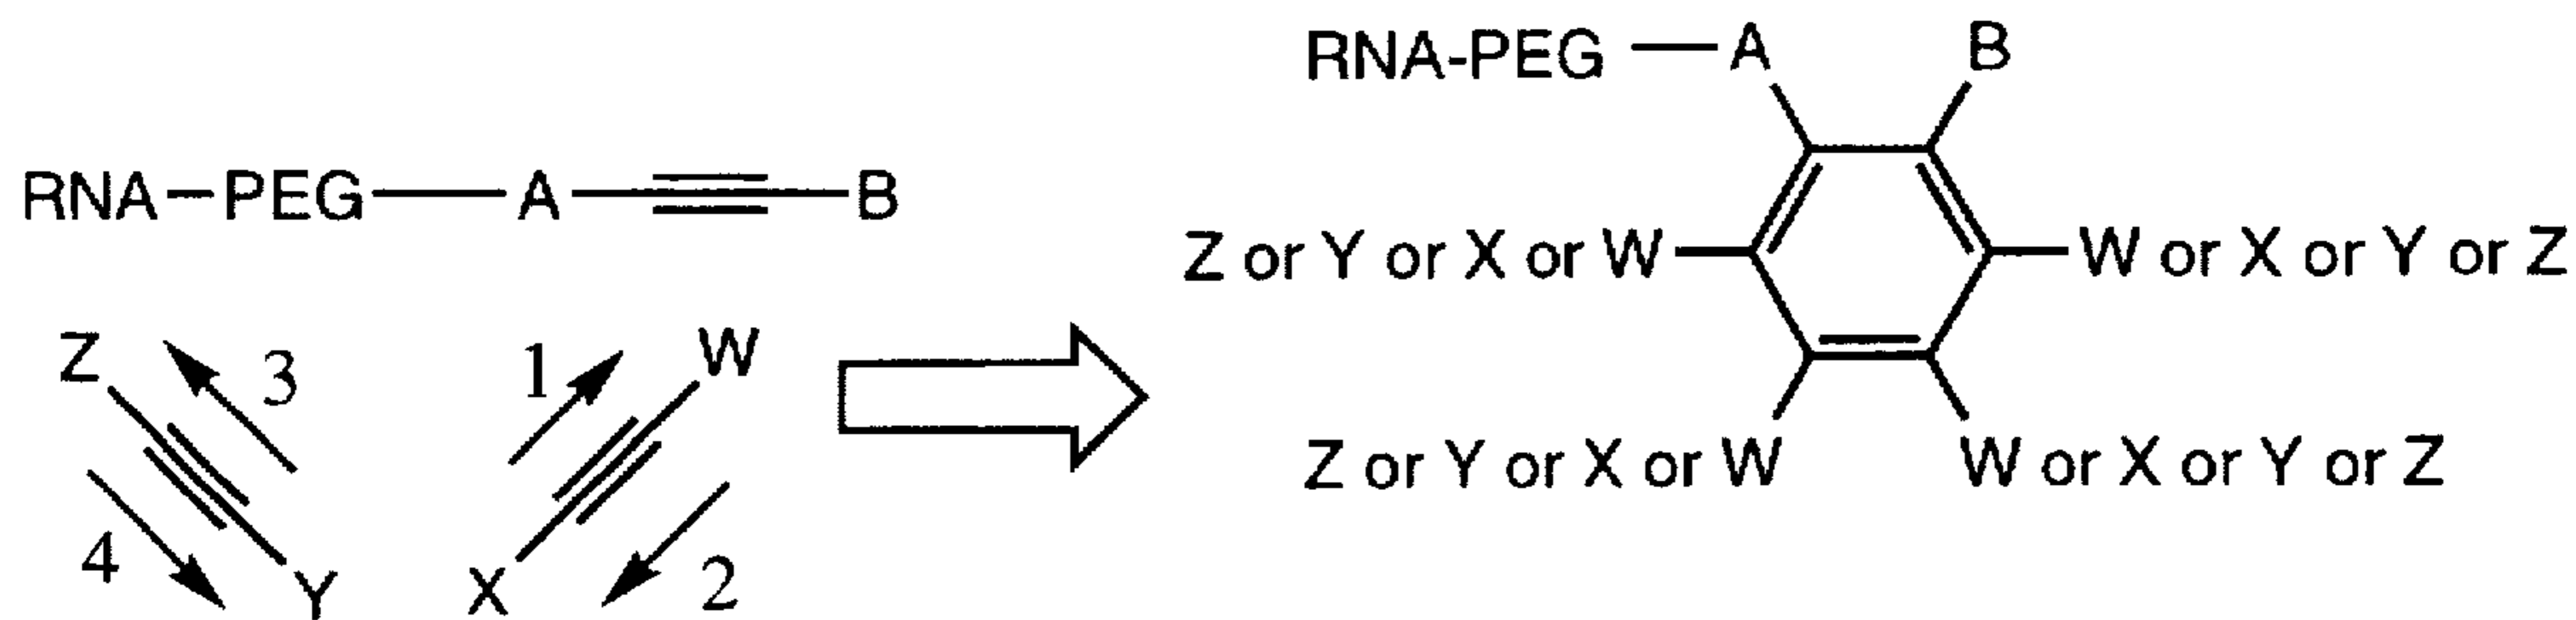 RNA-PEG — A B
RNA-PEG A B
Z or Y or X or W W or X or Y or Z
Z 3 1 W
4 Y X 2
Z or Y or X or W W or X or Y or Z